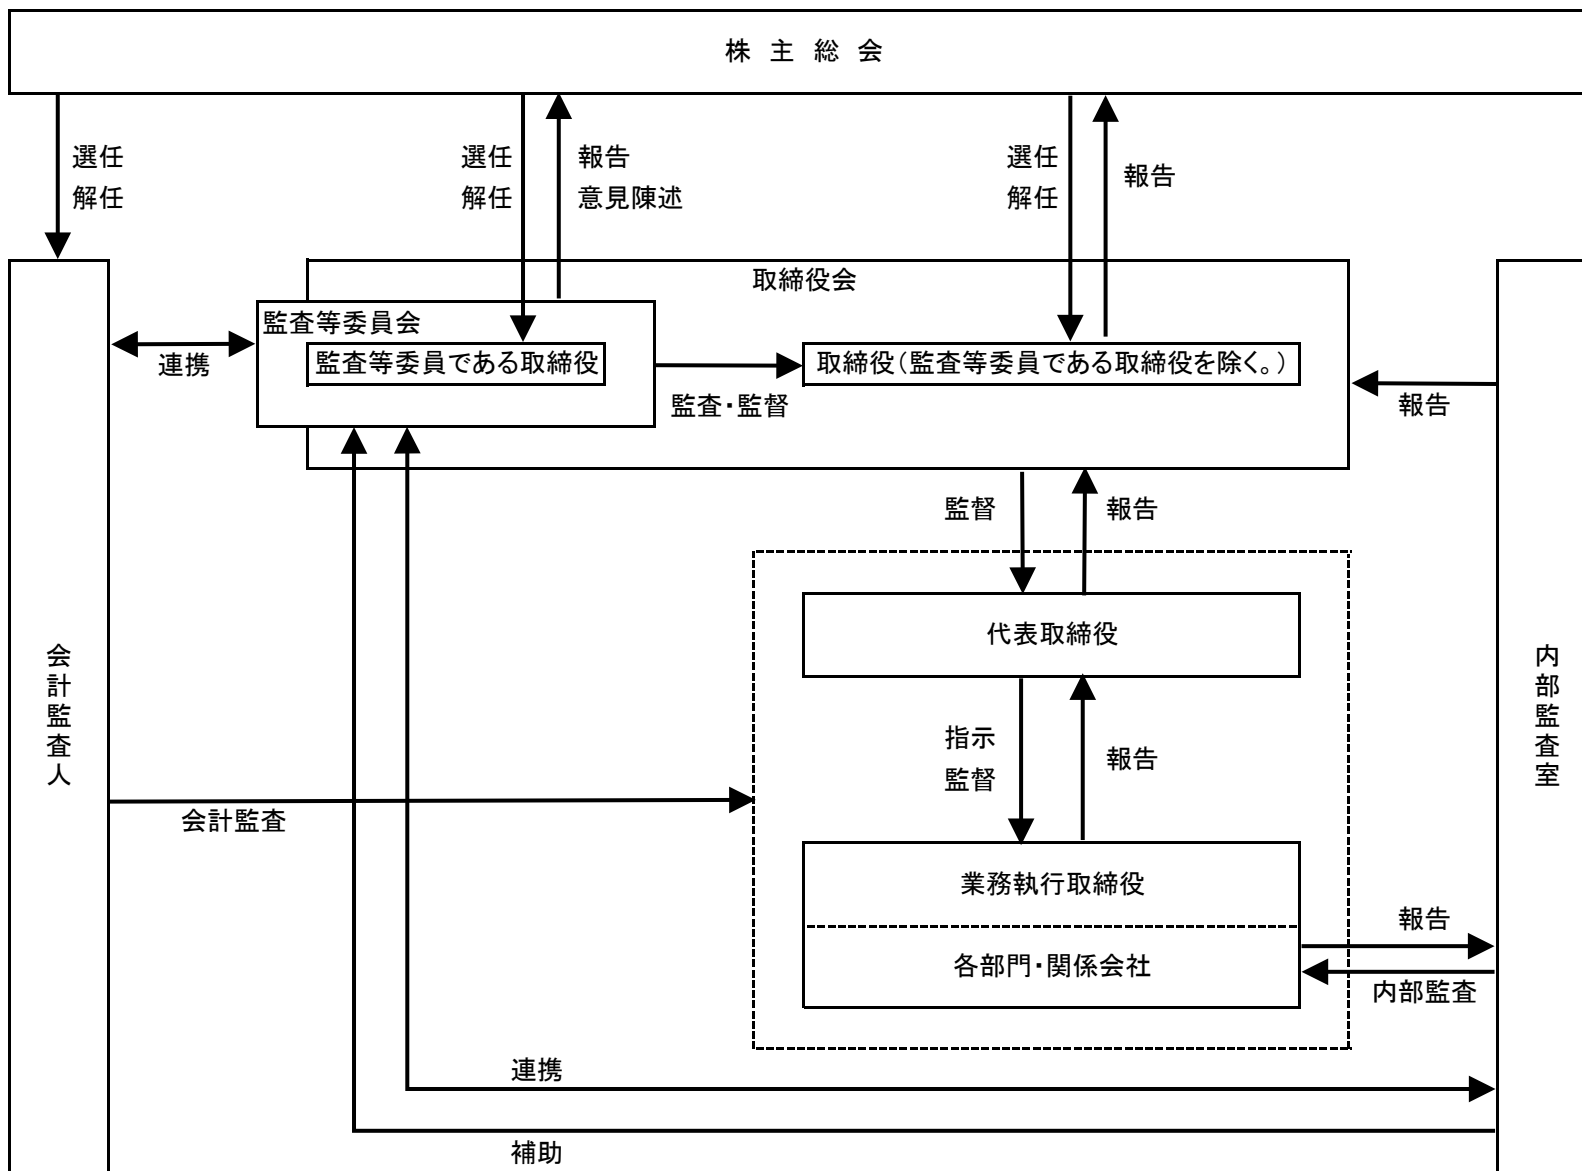 株主総会
選任
解任
選任
解任
報告
意見陳述
選任
解任
報告
取締役会
監査等委員会
監査等委員である取締役
取締役(監査等委員である取締役を除く。)
連携
監査・監督
報告
監督
報告
代表取締役
会計監査人
内部監査室
指示
監督
報告
会計監査
業務執行取締役
各部門・関係会社
報告
内部監査
連携
補助